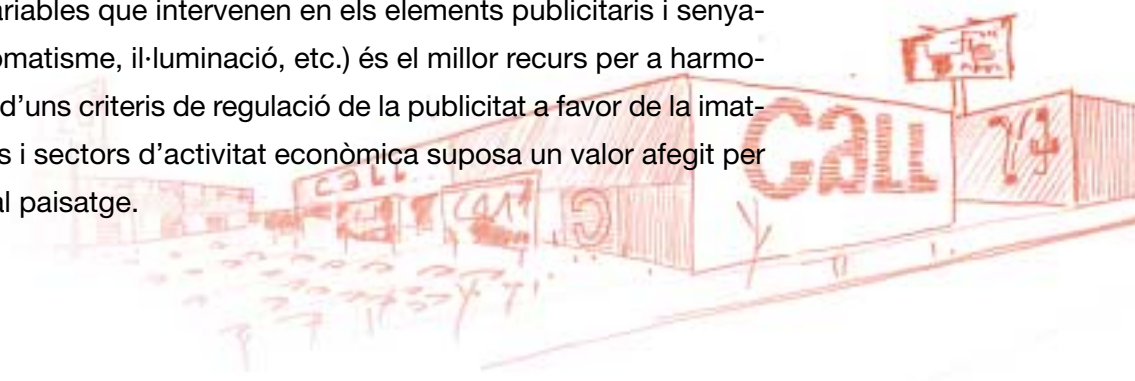 ariables que intervenen en els elements publicitaris i senya-
omatisme, il·luminació, etc.) és el millor recurs per a harmo-
d'uns criteris de regulació de la publicitat a favor de la imat-
s i sectors d'activitat econòmica suposa un valor afegit per
al paisatge.
CALL
call